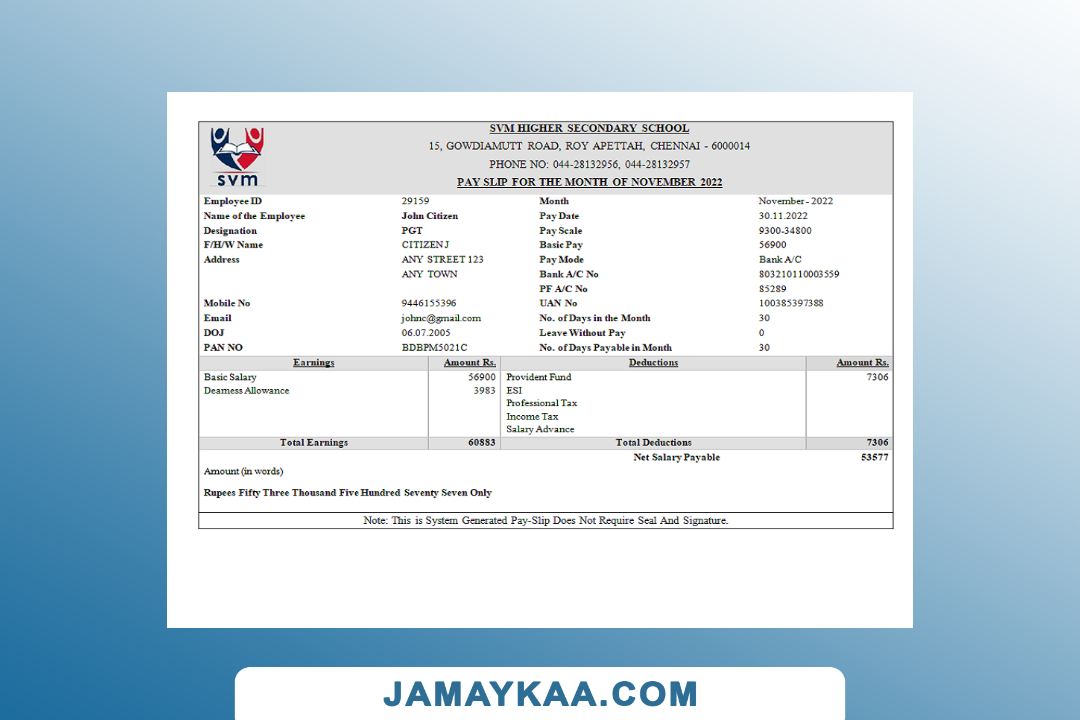 svm
SVM HIGHER SECONDARY SCHOOL
15, GOWDIAMUTT ROAD, ROY APETTAH, CHENNAI - 6000014
PHONE NO: 044-28132956, 044-28132957
PAY SLIP FOR THE MONTH OF NOVEMBER 2022
Employee ID 29159 Month November - 2022
Name of the Employee John Citizen Pay Date 30.11.2022
Designation PGT Pay Scale 9300-34800
F/H/W Name CITIZEN J Basic Pay 56900
Address ANY STREET 123 Pay Mode Bank A/C
ANY TOWN Bank A/C No 803210110003559
PF A/C No 85289
Mobile No 9446155396 UAN No 100385397388
Email johnc@gmail.com No. of Days in the Month 30
DOJ 06.07.2005 Leave Without Pay 0
PAN NO BDBPM5021C No. of Days Payable in Month 30
Earnings Amount Rs. Deductions Amount Rs.
Basic Salary 56900 Provident Fund 7306
Dearness Allowance 3983 ESI
Professional Tax
Income Tax
Salary Advance
Total Earnings 60883 Total Deductions 7306
Net Salary Payable 53577
Amount (in words)
Rupees Fifty Three Thousand Five Hundred Seventy Seven Only
Note: This is System Generated Pay-Slip Does Not Require Seal And Signature.
JAMAYKAA.COM